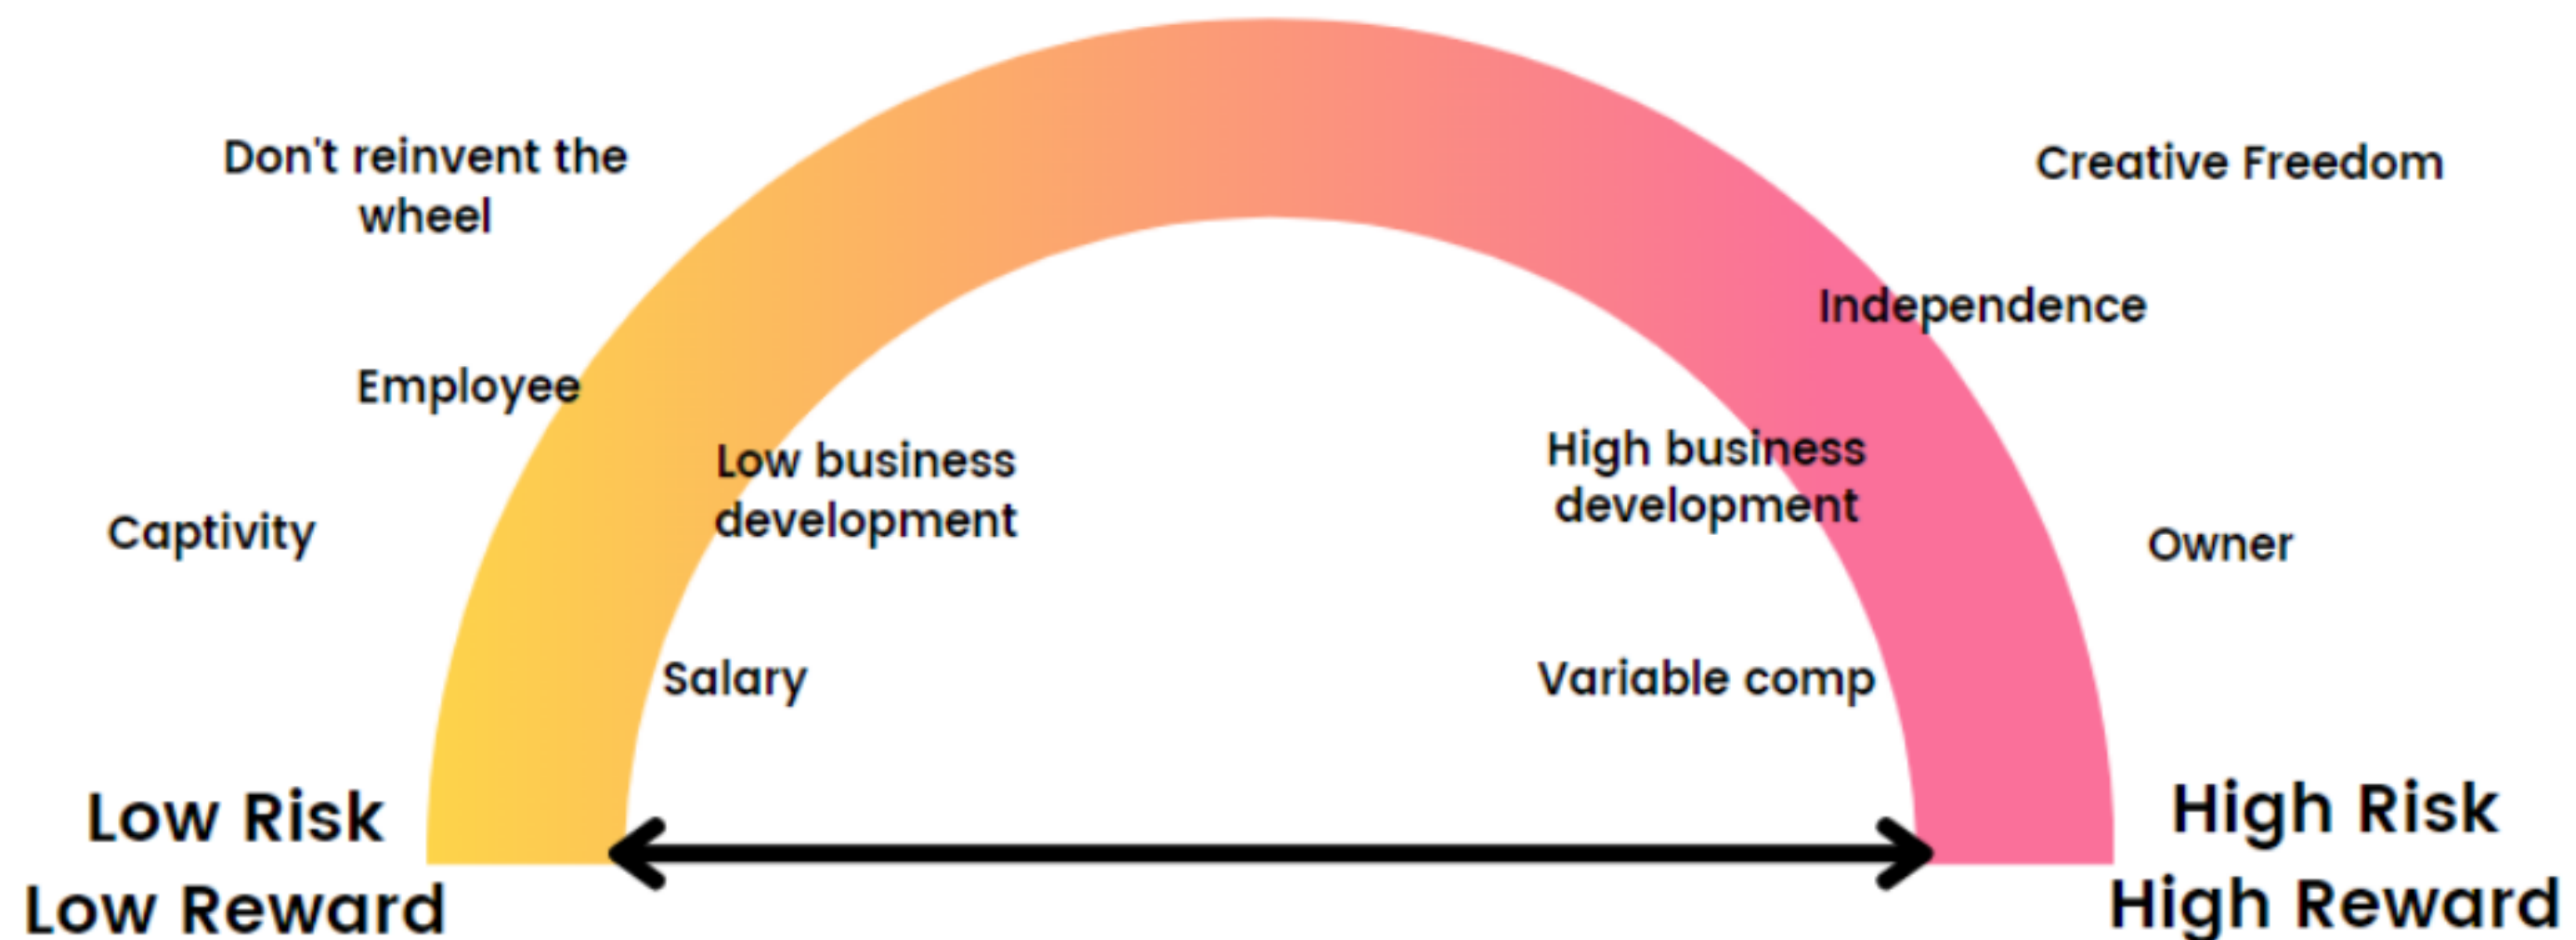 Don't reinvent the
wheel
Creative Freedom
Independence
Employee
Low business
development
High business
development
Captivity
Owner
Salary
Variable comp
Low Risk
Low Reward
High Risk
High Reward